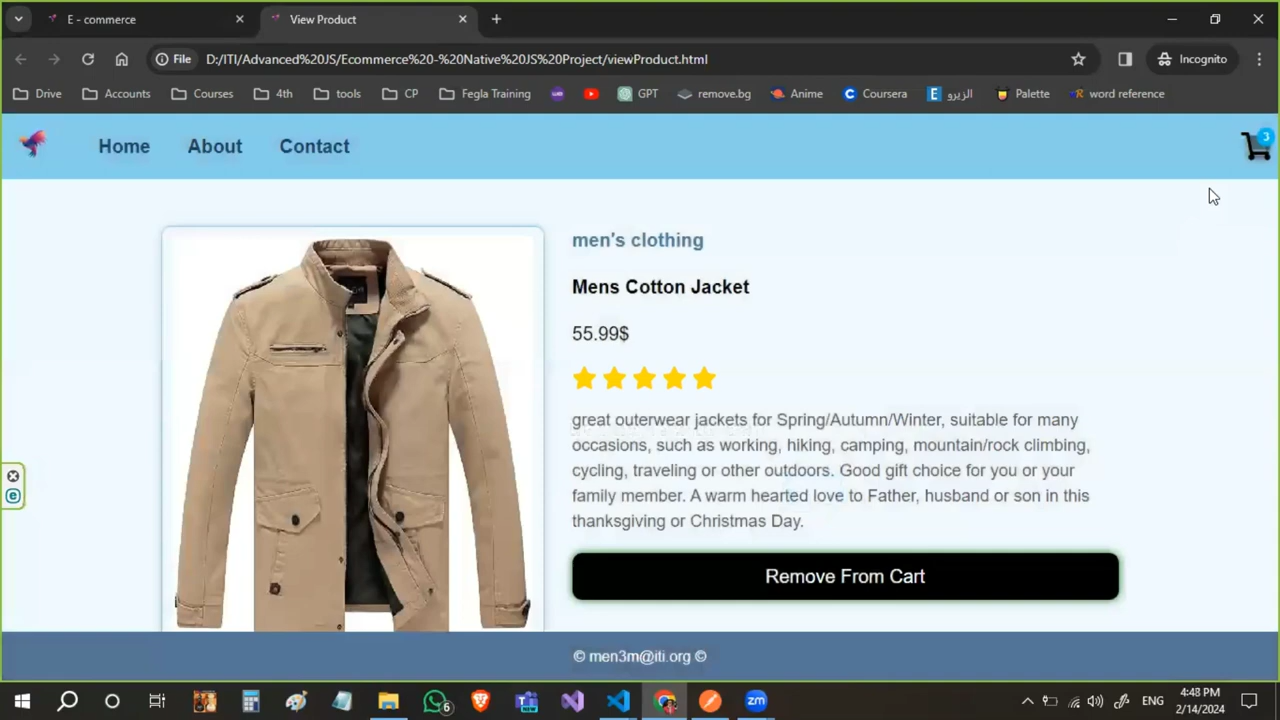 E - commerce
View Product
File D:/ITI/Advanced%20JS/Ecommerce%20-%20Native%20JS%20Project/viewProduct.html
Incognito
Drive Accounts Courses 4th tools CP Fegla Training GPT remove.bg Anime Coursera الزيرو Palette word reference
Home About Contact
3
men's clothing
Mens Cotton Jacket
55.99$
great outerwear jackets for Spring/Autumn/Winter, suitable for many
occasions, such as working, hiking, camping, mountain/rock climbing,
cycling, traveling or other outdoors. Good gift choice for you or your
family member. A warm hearted love to Father, husband or son in this
thanksgiving or Christmas Day.
Remove From Cart
© men3m@iti.org ©
6
zm
ENG
4:48 PM
2/14/2024